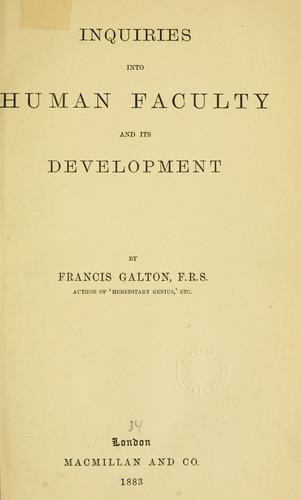 INQUIRIES
INTO
HUMAN FACULTY
AND ITS
DEVELOPMENT
BY
FRANCIS GALTON, F.R.S.
AUTHOR OF 'HEREDITARY GENIUS,' ETC.
34
London
MACMILLAN AND CO.
1883